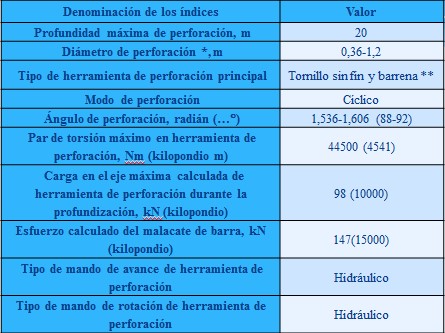 Denominación de los índices Valor
Profundidad máxima de perforación, m 20
Diámetro de perforación *, m 0,36-1,2
Tipo de herramienta de perforación principal Tornillo sin fin y barrena **
Modo de perforación Cíclico
Ángulo de perforación, radián (…°) 1,536-1,606 (88-92)
Par de torsión máximo en herramienta de
perforación, Nm (kilopondio m) 44500 (4541)
Carga en el eje máxima calculada de
herramienta de perforación durante la
profundización, kN (kilopondio) 98 (10000)
Esfuerzo calculado del malacate de barra, kN
(kilopondio) 147(15000)
Tipo de mando de avance de herramienta de
perforación Hidráulico
Tipo de mando de rotación de herramienta de
perforación Hidráulico